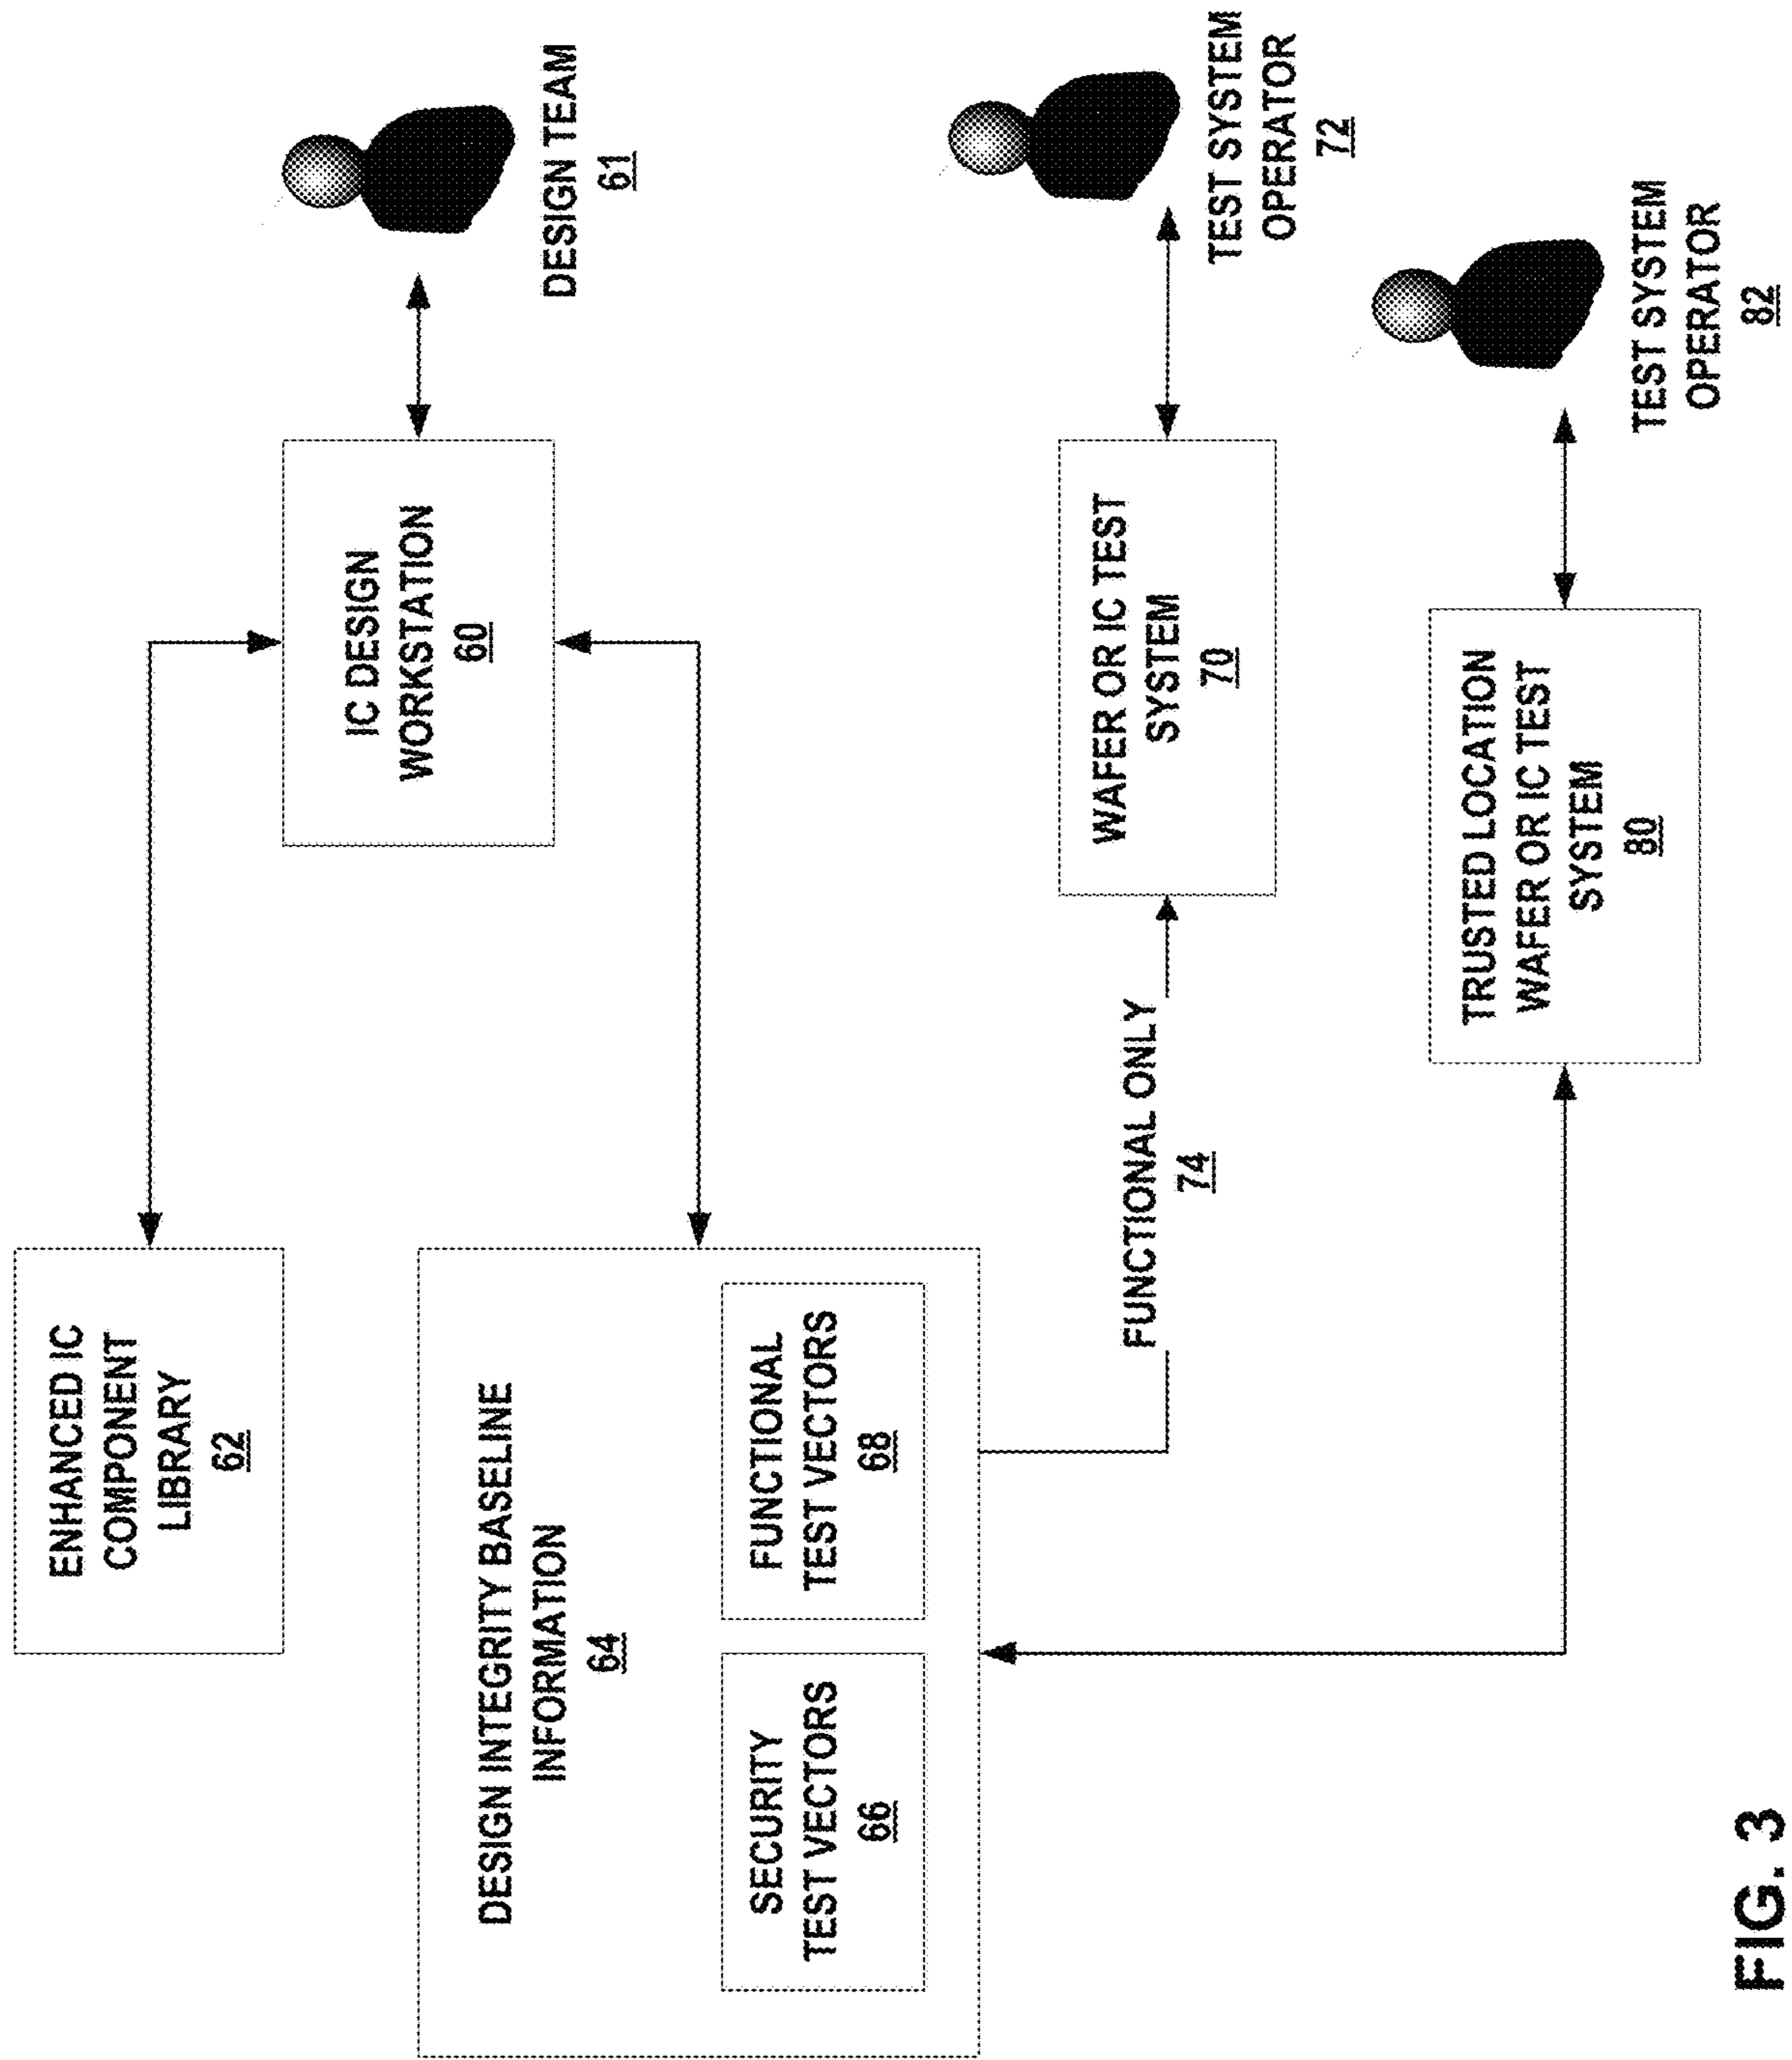 ENHANCED IC
COMPONENT
LIBRARY
62
IC DESIGN
WORKSTATION
60
DESIGN TEAM
61
DESIGN INTEGRITY BASELINE
INFORMATION
64
SECURITY
TEST VECTORS
66
FUNCTIONAL
TEST VECTORS
68
FUNCTIONAL ONLY
74
WAFER OR IC TEST
SYSTEM
70
TEST SYSTEM
OPERATOR
72
TRUSTED LOCATION
WAFER OR IC TEST
SYSTEM
80
TEST SYSTEM
OPERATOR
82
FIG. 3